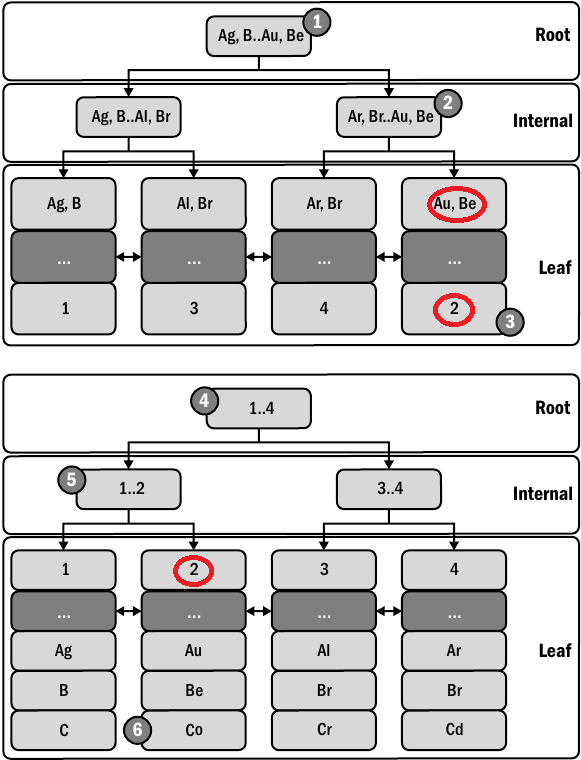 Ag, B..Au, Be
1
Root
Ag, B..Al, Br
Ar, Br..Au, Be
2
Internal
Ag, B
Al, Br
Ar, Br
Au, Be
...
...
...
...
Leaf
1
3
4
2
3
4
1..4
Root
5
1..2
3..4
Internal
1
2
3
4
...
...
...
...
Ag
Au
Al
Ar
Leaf
B
Be
Br
Br
C
6
Co
Cr
Cd